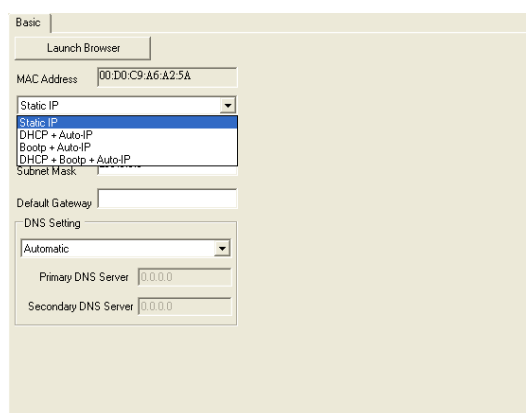 Basic
Launch Browser
MAC Address 00:D0:C9:A6:A2:5A
Static IP
Static IP
DHCP + Auto-IP
Bootp + Auto-IP
DHCP + Bootp + Auto-IP
Subnet Mask
Default Gateway
DNS Setting
Automatic
Primary DNS Server 0.0.0.0
Secondary DNS Server 0.0.0.0